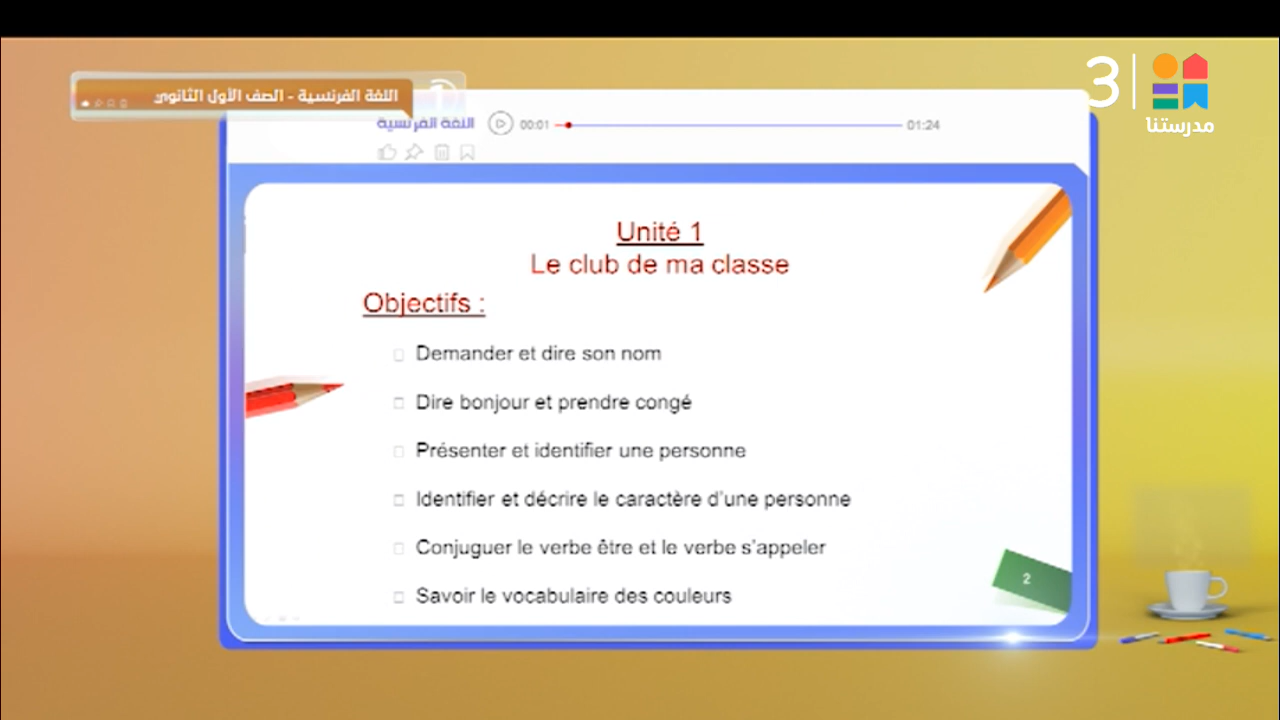 3
مدرستنا
اللغة الفرنسية - الصف الأول الثانوي
اللغة الفرنسية
00:01
01:24
Unité 1
Le club de ma classe
Objectifs :
Demander et dire son nom
Dire bonjour et prendre congé
Présenter et identifier une personne
Identifier et décrire le caractère d'une personne
Conjuguer le verbe être et le verbe s'appeler
Savoir le vocabulaire des couleurs
2